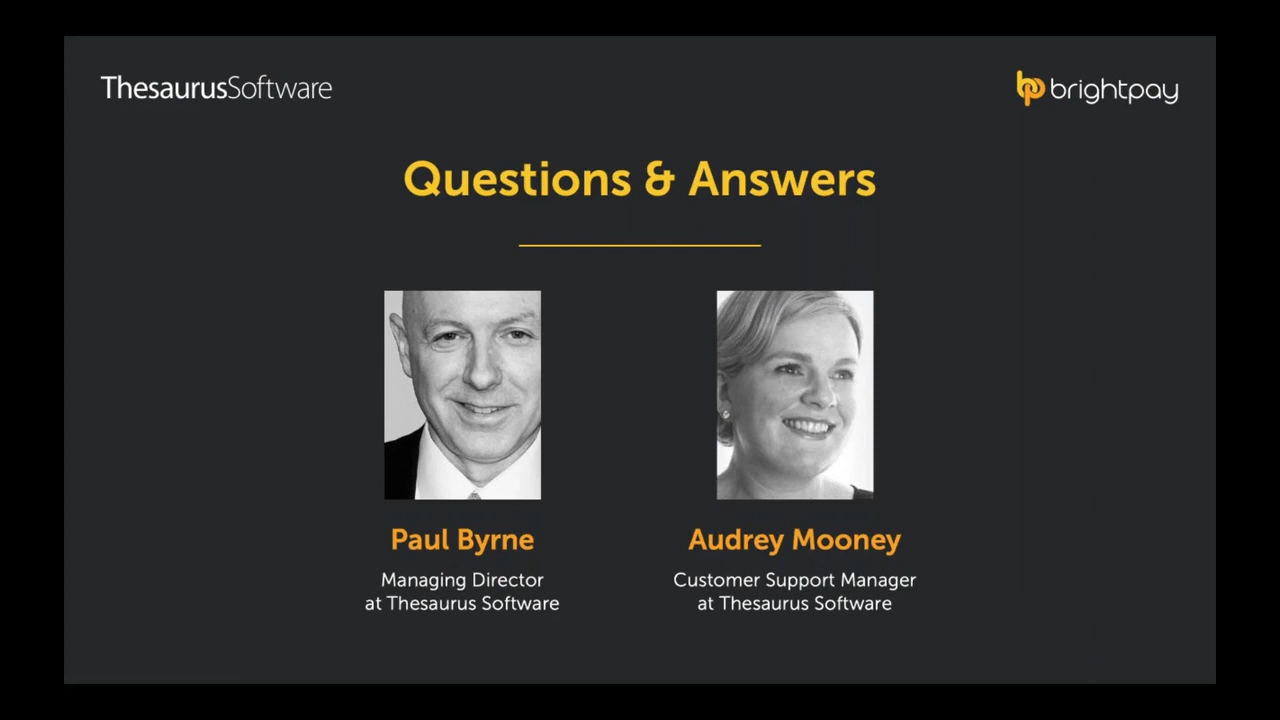 ThesaurusSoftware
brightpay
Questions & Answers
Paul Byrne
Managing Director
at Thesaurus Software
Audrey Mooney
Customer Support Manager
at Thesaurus Software